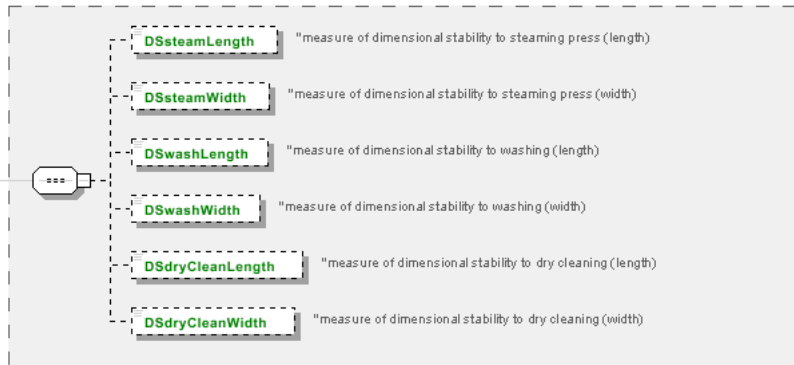 DSsteamLength "measure of dimensional stability to steaming press (length)
DSsteamWidth "measure of dimensional stability to steaming press (width)
DSwashLength "measure of dimensional stability to washing (length)
DSwashWidth "measure of dimensional stability to washing (width)
DSdryCleanLength "measure of dimensional stability to dry cleaning (length)
DSdryCleanWidth "measure of dimensional stability to dry cleaning (width)